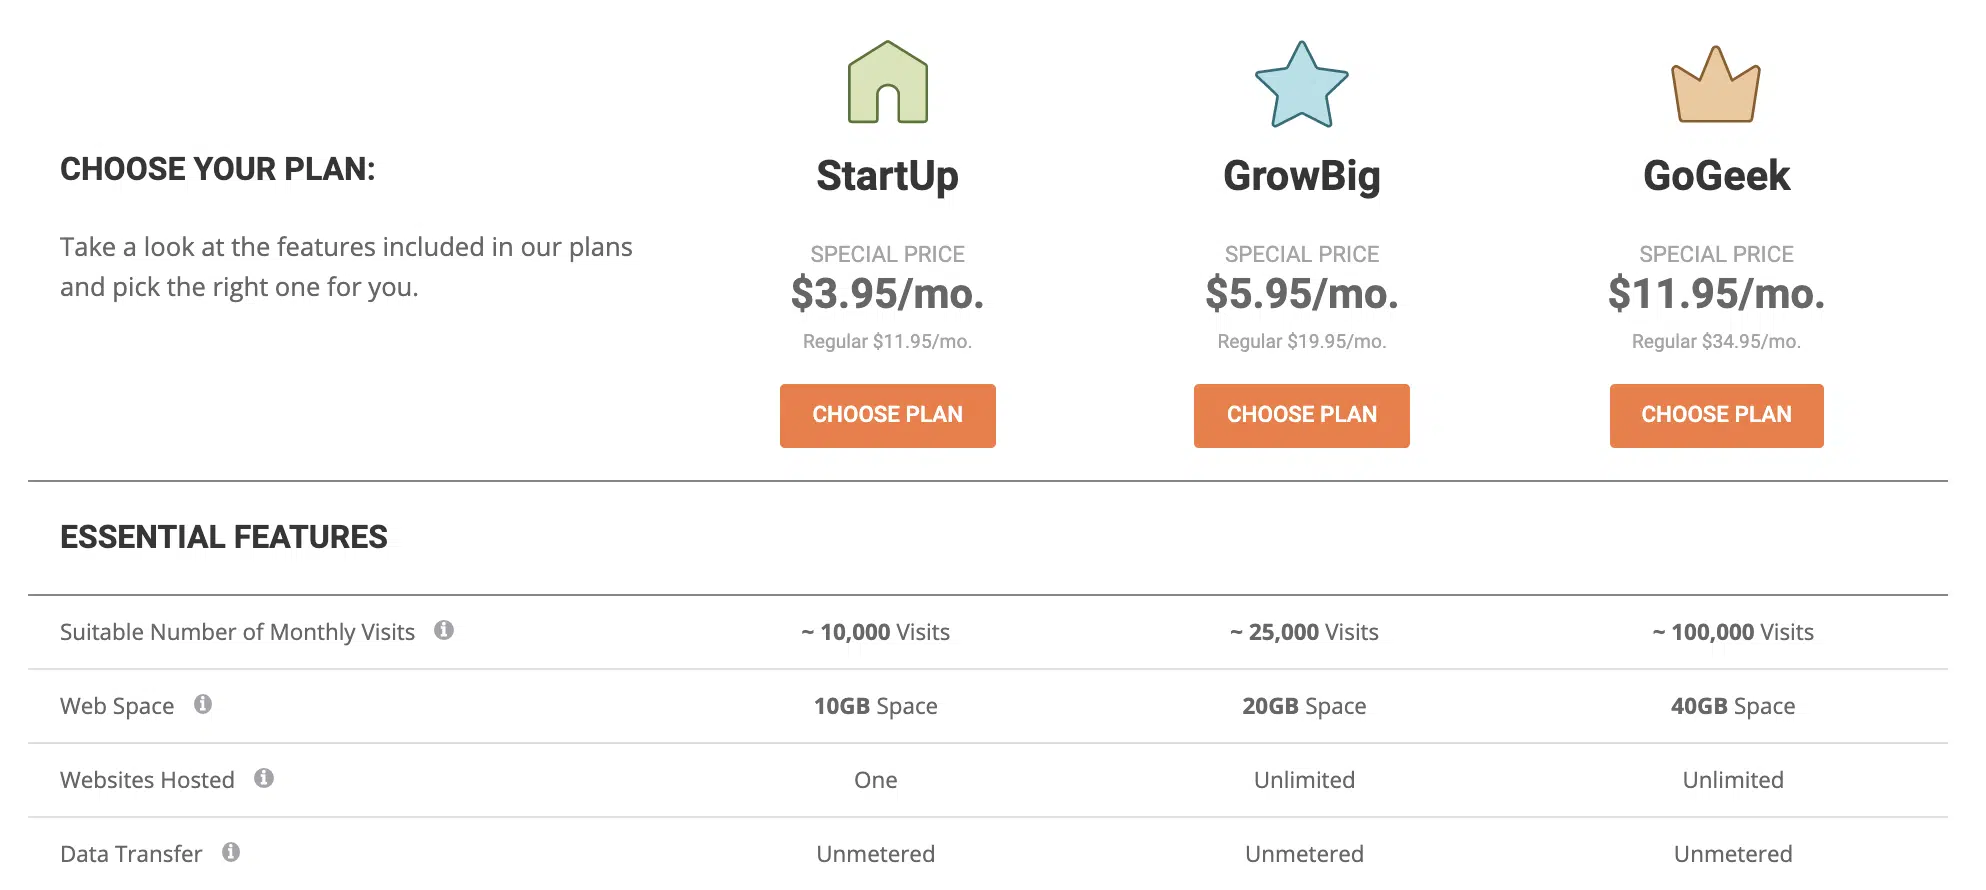 CHOOSE YOUR PLAN:
Take a look at the features included in our plans
and pick the right one for you.
StartUp
SPECIAL PRICE
$3.95/mo.
Regular $11.95/mo.
CHOOSE PLAN
GrowBig
SPECIAL PRICE
$5.95/mo.
Regular $19.95/mo.
CHOOSE PLAN
GoGeek
SPECIAL PRICE
$11.95/mo.
Regular $34.95/mo.
CHOOSE PLAN
ESSENTIAL FEATURES
Suitable Number of Monthly Visits ~ 10,000 Visits ~ 25,000 Visits ~ 100,000 Visits
Web Space 10GB Space 20GB Space 40GB Space
Websites Hosted One Unlimited Unlimited
Data Transfer Unmetered Unmetered Unmetered